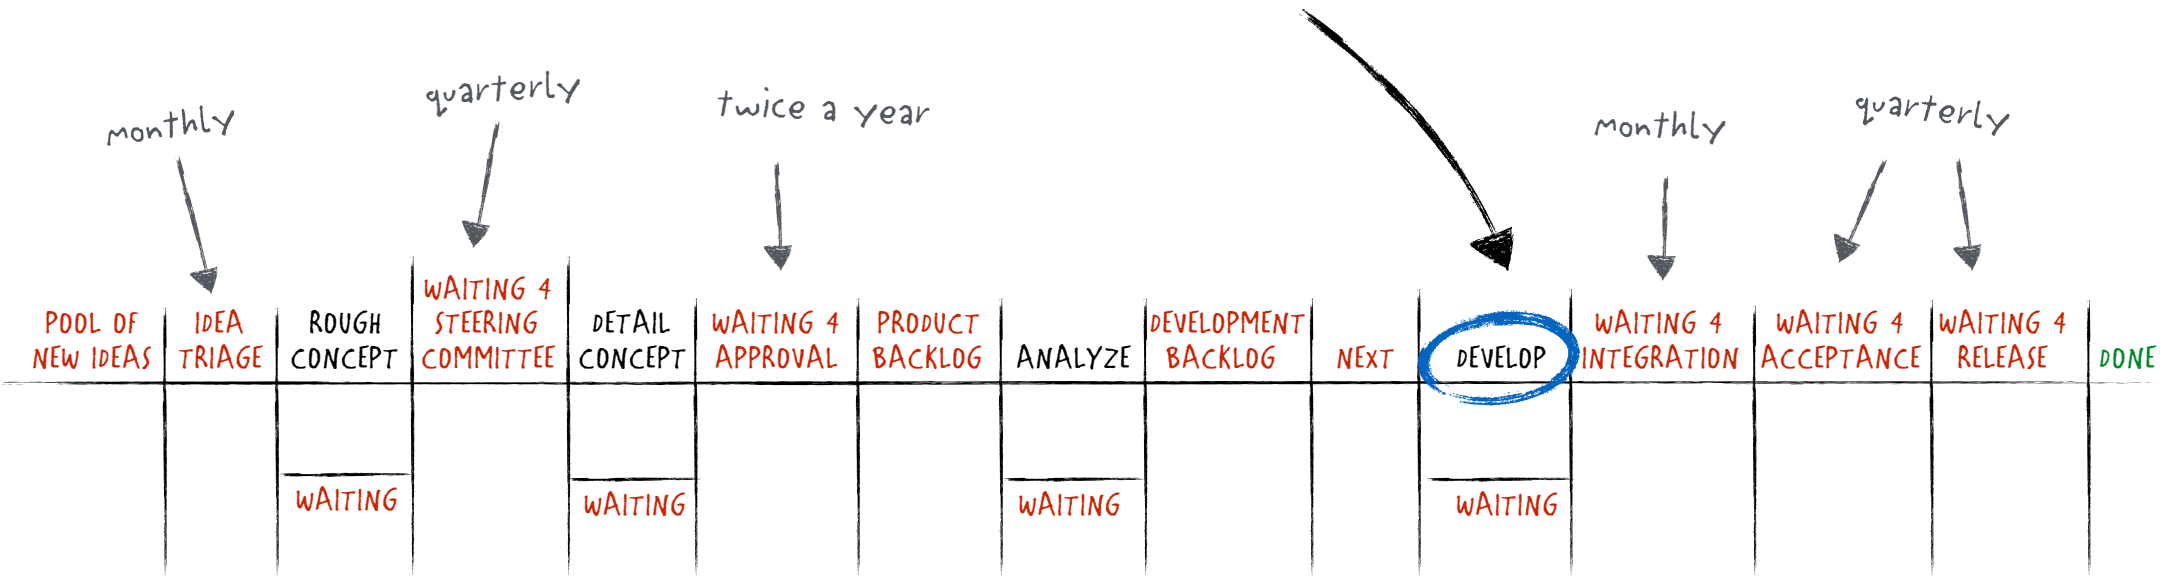 monthly
quarterly
twice a year
monthly
quarterly
POOL OF
NEW IDEAS
IDEA
TRIAGE
ROUGH
CONCEPT
WAITING 4
STEERING
COMMITTEE
DETAIL
CONCEPT
WAITING 4
APPROVAL
PRODUCT
BACKLOG
ANALYZE
DEVELOPMENT
BACKLOG
NEXT
DEVELOP
WAITING 4
INTEGRATION
WAITING 4
ACCEPTANCE
WAITING 4
RELEASE
DONE
WAITING
WAITING
WAITING
WAITING